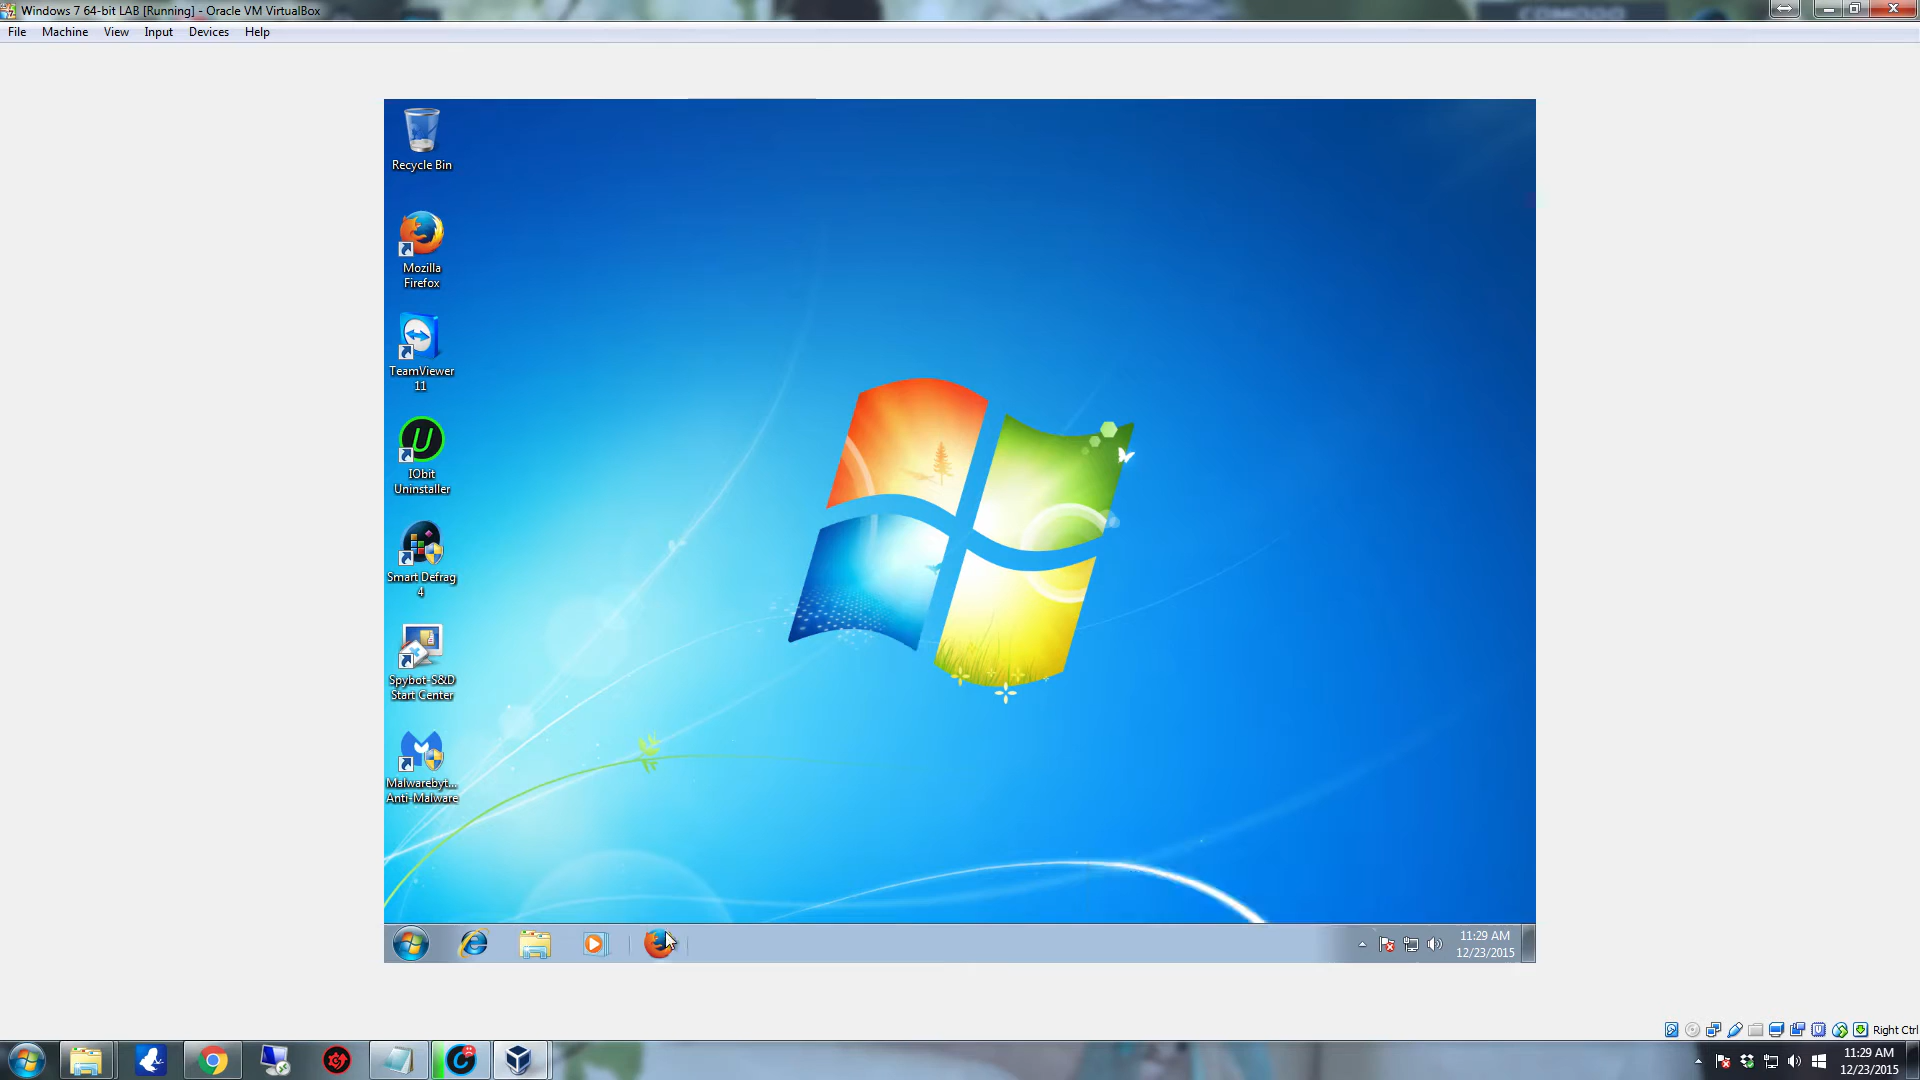 Windows 7 64-bit LAB [Running] - Oracle VM VirtualBox
COMODO
File Machine View Input Devices Help
Recycle Bin
Mozilla
Firefox
TeamViewer
11
IObit
Uninstaller
Smart Defrag
4
Spybot-S&D
Start Center
Malwarebyt...
Anti-Malware
11:29 AM
12/23/2015
Right Ctrl
11:29 AM
12/23/2015